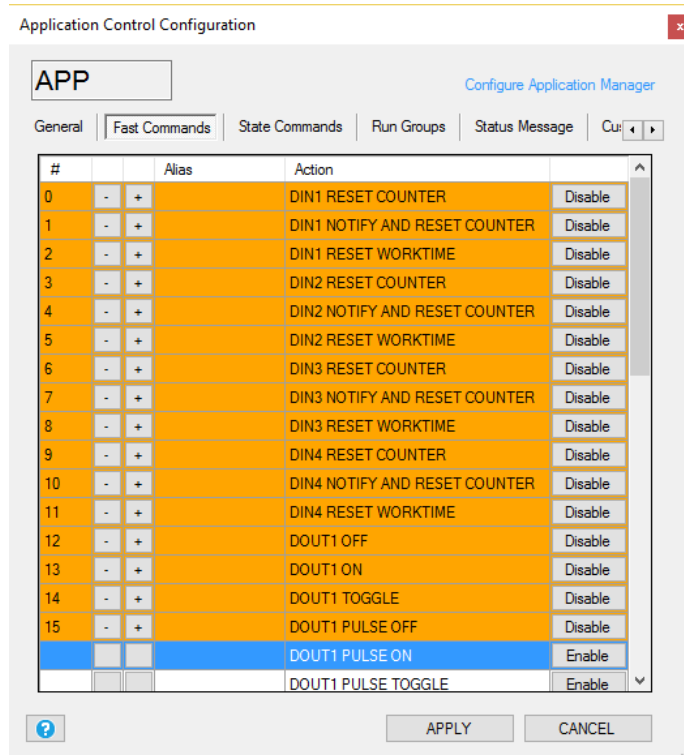 Application Control Configuration
x
APP
Configure Application Manager
General Fast Commands State Commands Run Groups Status Message Cus
# Alias Action
0 - + DIN1 RESET COUNTER Disable
1 - + DIN1 NOTIFY AND RESET COUNTER Disable
2 - + DIN1 RESET WORKTIME Disable
3 - + DIN2 RESET COUNTER Disable
4 - + DIN2 NOTIFY AND RESET COUNTER Disable
5 - + DIN2 RESET WORKTIME Disable
6 - + DIN3 RESET COUNTER Disable
7 - + DIN3 NOTIFY AND RESET COUNTER Disable
8 - + DIN3 RESET WORKTIME Disable
9 - + DIN4 RESET COUNTER Disable
10 - + DIN4 NOTIFY AND RESET COUNTER Disable
11 - + DIN4 RESET WORKTIME Disable
12 - + DOUT1 OFF Disable
13 - + DOUT1 ON Disable
14 - + DOUT1 TOGGLE Disable
15 - + DOUT1 PULSE OFF Disable
DOUT1 PULSE ON Enable
DOUT1 PULSE TOGGLE Enable
? APPLY CANCEL